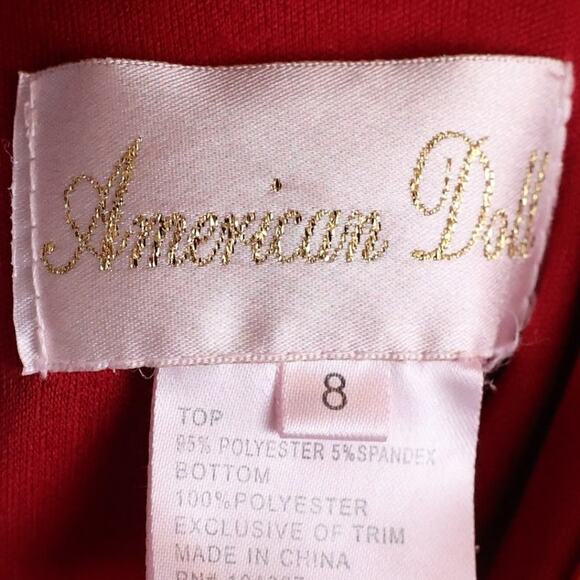 American Doll
8
TOP
95% POLYESTER 5%SPANDEX
BOTTOM
100%POLYESTER
EXCLUSIVE OF TRIM
MADE IN CHINA